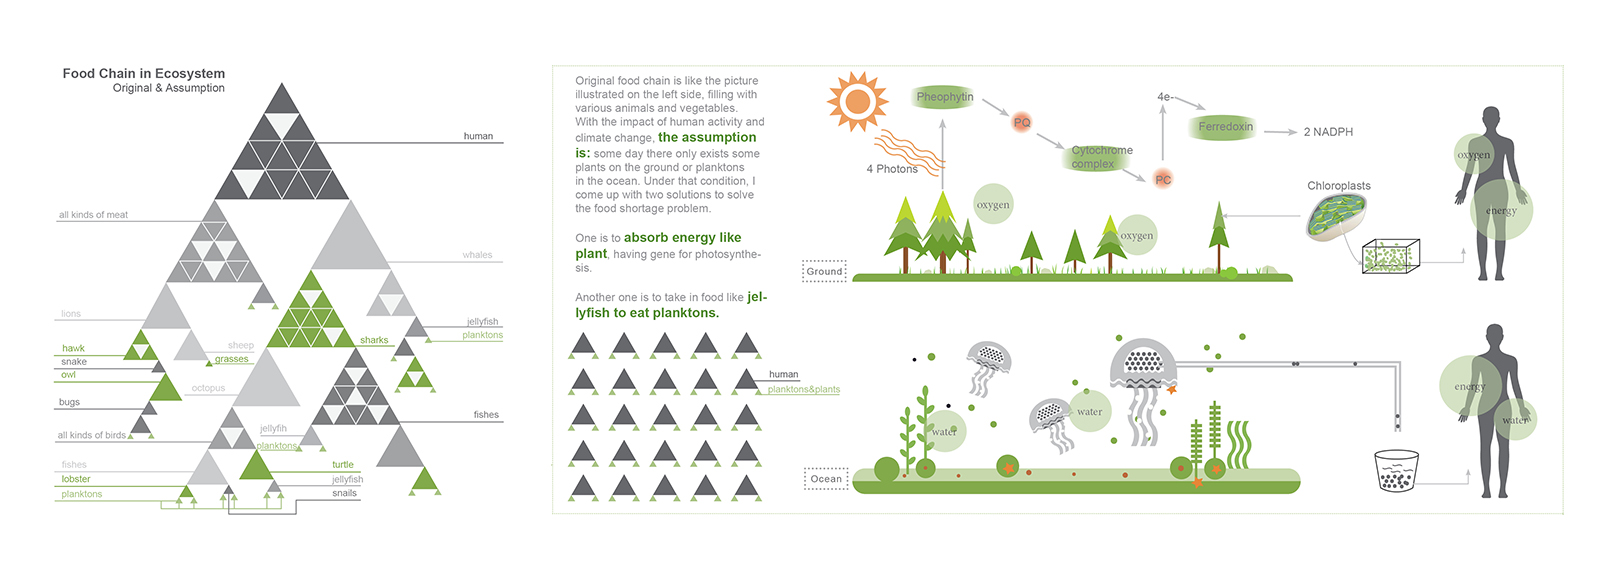 Food Chain in Ecosystem
Original & Assumption
human
all kinds of meat
whales
lions
jellyfish
planktons
hawk
snake
owl
sheep
grasses
sharks
octopus
bugs
fishes
all kinds of birds
jellyfih
planktons
fishes
lobster
planktons
turtle
jellyfish
snails
Original food chain is like the picture
illustrated on the left side, filling with
various animals and vegetables.
With the impact of human activity and
climate change, the assumption
is: some day there only exists some
plants on the ground or planktons
in the ocean. Under that condition, I
come up with two solutions to solve
the food shortage problem.
One is to absorb energy like
plant, having gene for photosynthe-
sis.
Another one is to take in food like jel-
lyfish to eat planktons.
human
planktons&plants
Pheophytin
PQ
Cytochrome
complex
PC
4e-
Ferredoxin
2 NADPH
4 Photons
oxygen
oxygen
Chloroplasts
Ground
oxygen
energy
water
water
Ocean
energy
water